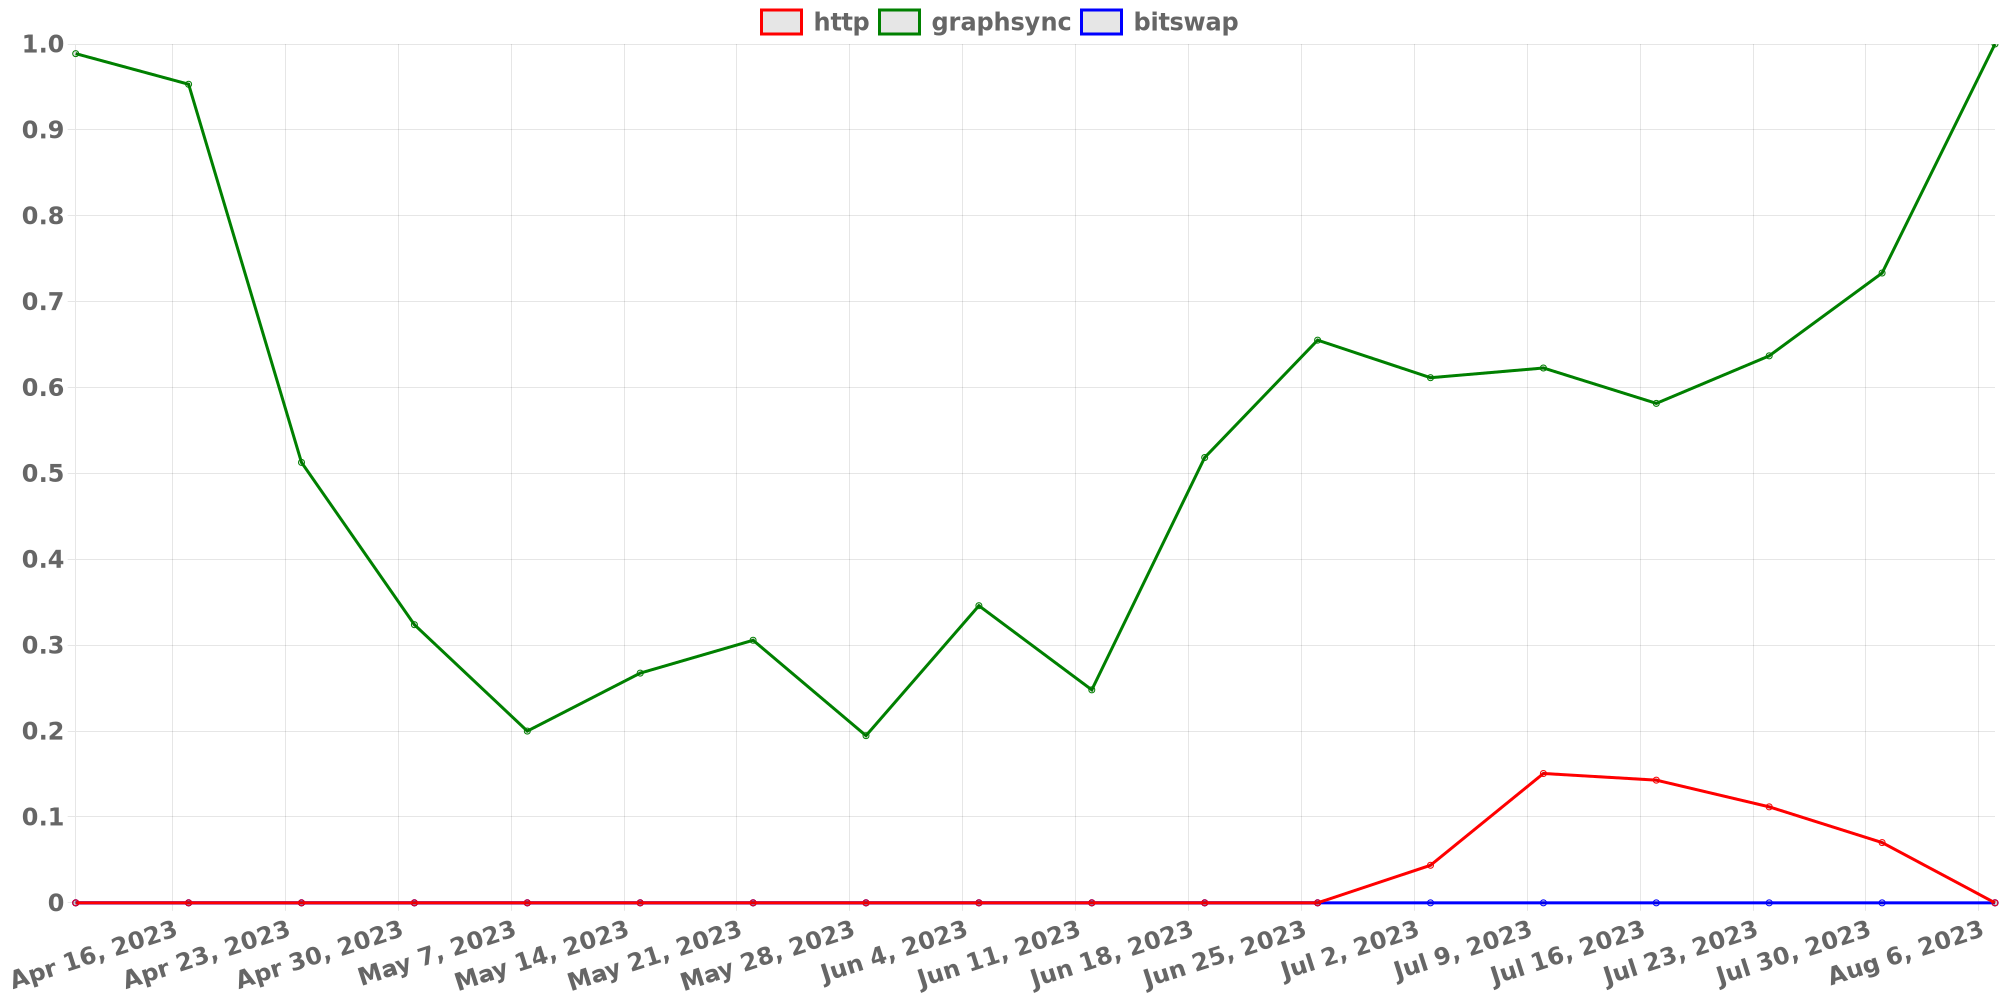 http graphsync bitswap
1.0
0.9
0.8
0.7
0.6
0.5
0.4
0.3
0.2
0.1
0
Apr 16, 2023
Apr 23, 2023
Apr 30, 2023
May 7, 2023
May 14, 2023
May 21, 2023
May 28, 2023
Jun 4, 2023
Jun 11, 2023
Jun 18, 2023
Jun 25, 2023
Jul 2, 2023
Jul 9, 2023
Jul 16, 2023
Jul 23, 2023
Jul 30, 2023
Aug 6, 2023